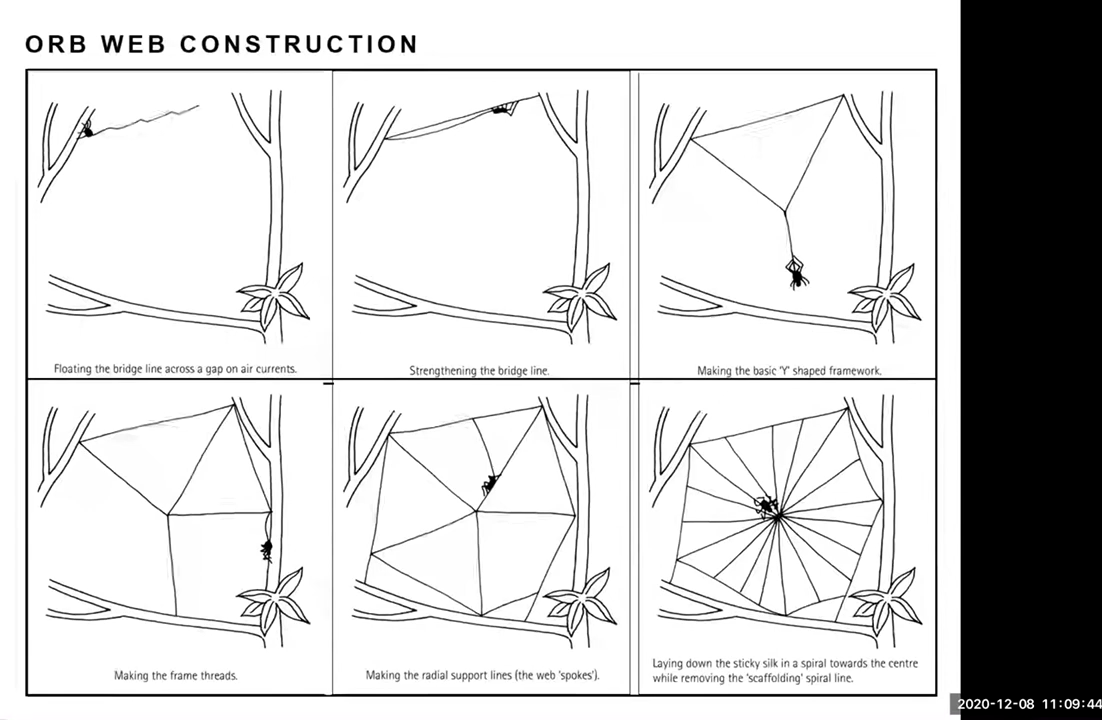 ORB WEB CONSTRUCTION
Floating the bridge line across a gap on air currents.
Strengthening the bridge line.
Making the basic 'Y' shaped framework.
Making the frame threads.
Making the radial support lines (the web 'spokes').
Laying down the sticky silk in a spiral towards the centre
while removing the 'scaffolding' spiral line.
2020-12-08 11:09:44